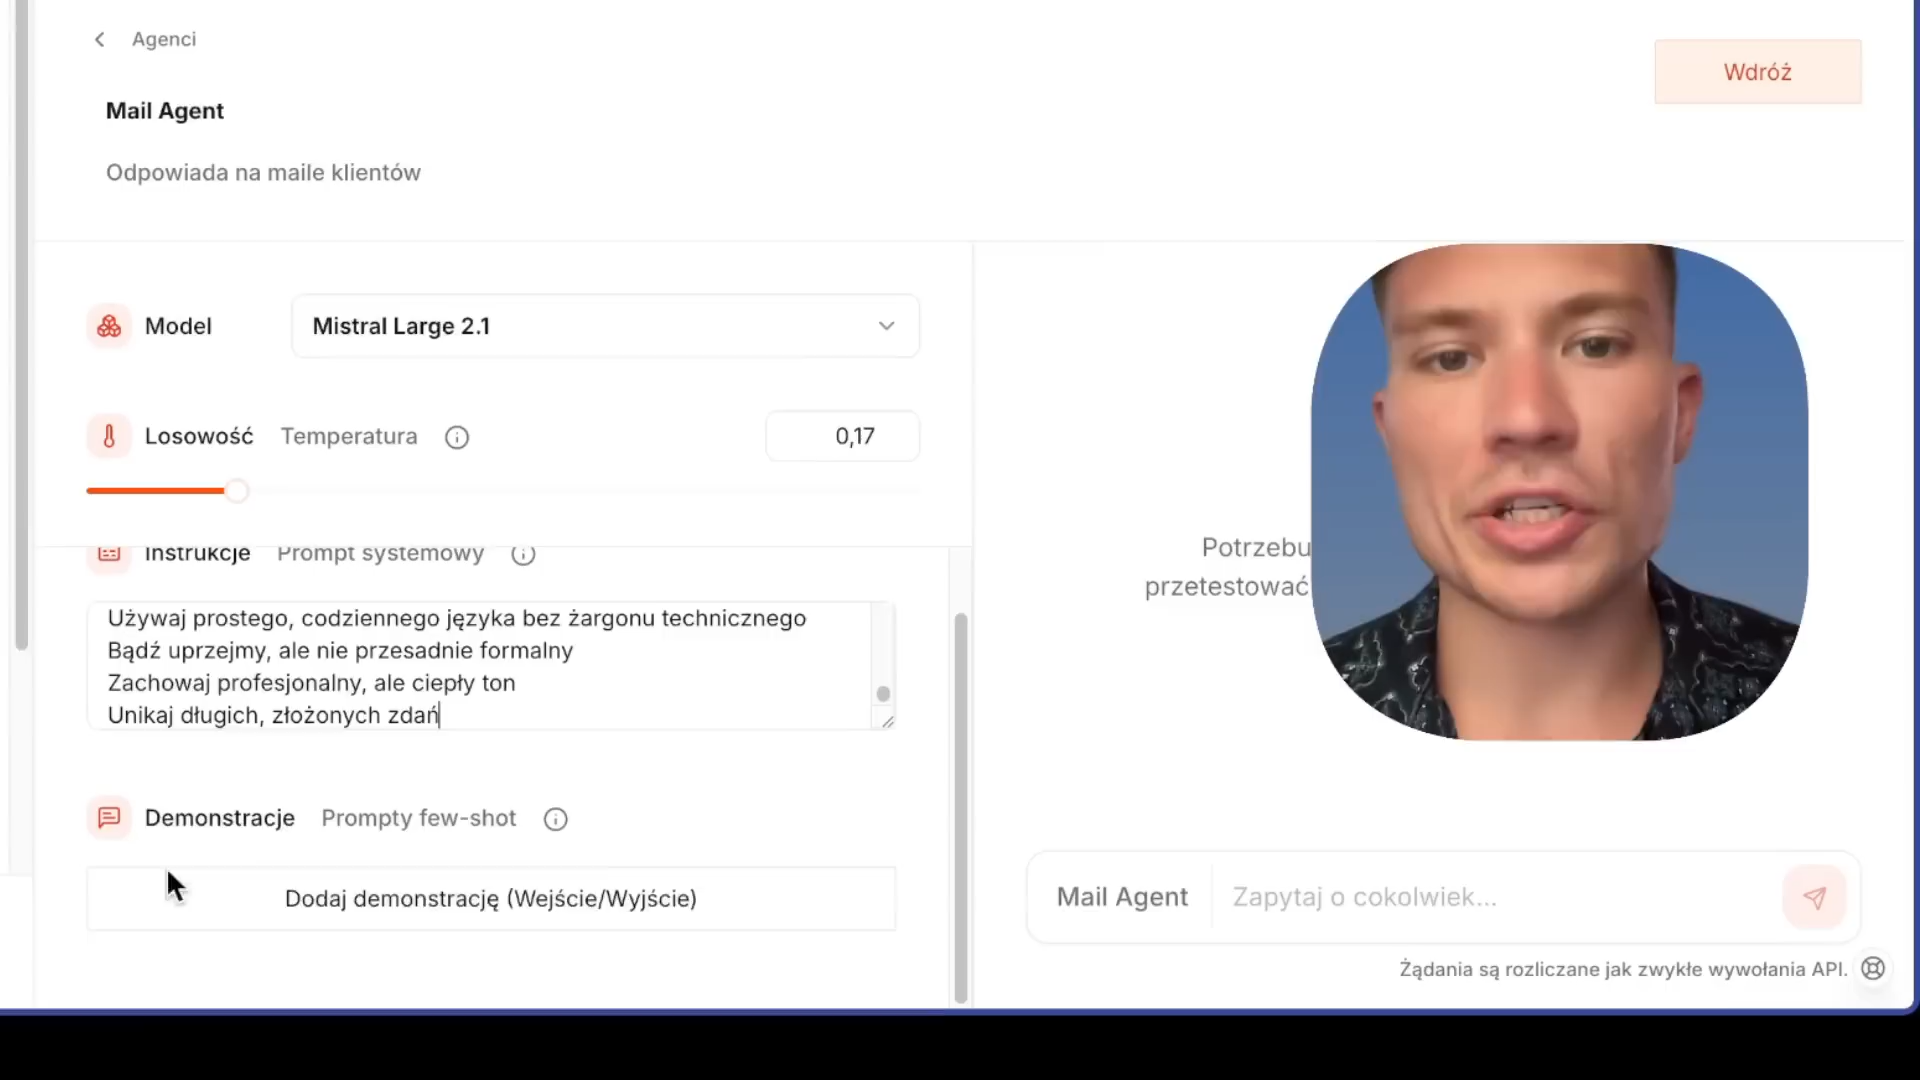 Agenci
Wdróż
Mail Agent
Odpowiada na maile klientów
Model
Mistral Large 2.1
Losowość Temperatura
0,17
Instrukcje Prompt systemowy
Używaj prostego, codziennego języka bez żargonu technicznego
Bądź uprzejmy, ale nie przesadnie formalny
Zachowaj profesjonalny, ale ciepły ton
Unikaj długich, złożonych zdań
Demonstracje Prompty few-shot
Dodaj demonstrację (Wejście/Wyjście)
Potrzebu
przetestować
Mail Agent
Zapytaj o cokolwiek...
Żądania są rozliczane jak zwykłe wywołania API.